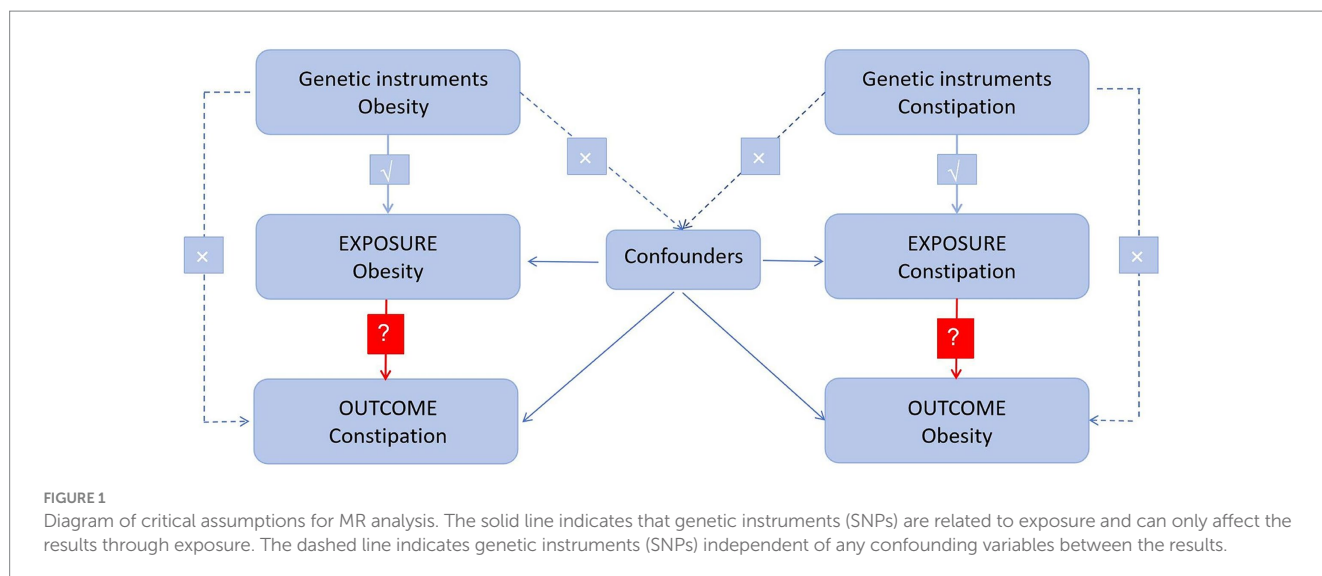 Genetic instruments
Obesity
Genetic instruments
Constipation
×
×
√
√
EXPOSURE
Obesity
Confounders
EXPOSURE
Constipation
×
×
?
?
OUTCOME
Constipation
OUTCOME
Obesity
FIGURE 1
Diagram of critical assumptions for MR analysis. The solid line indicates that genetic instruments (SNPs) are related to exposure and can only affect the
results through exposure. The dashed line indicates genetic instruments (SNPs) independent of any confounding variables between the results.